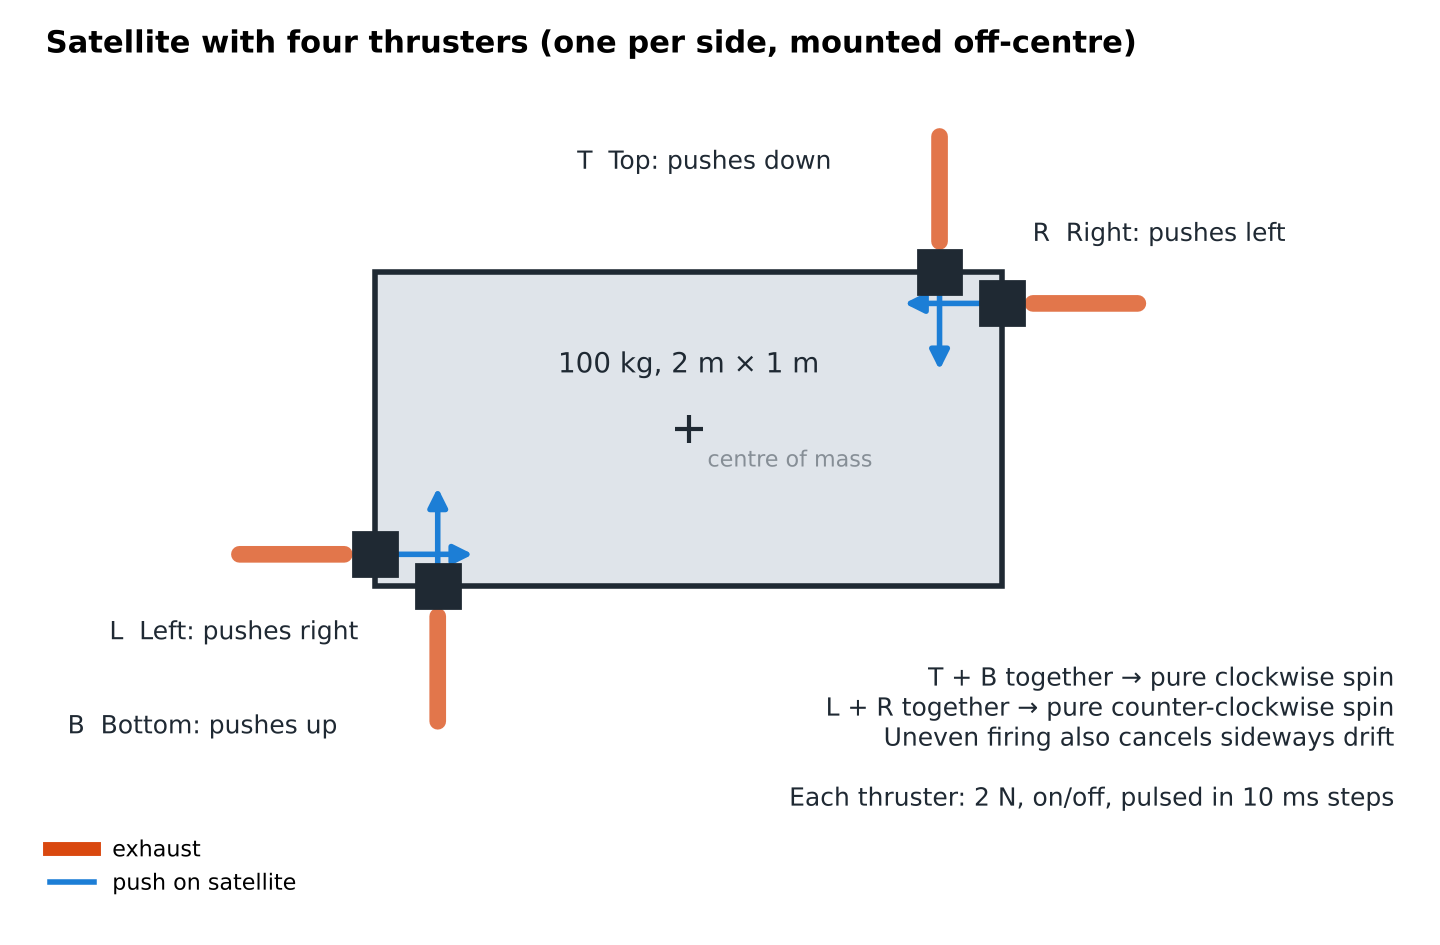 Satellite with four thrusters (one per side, mounted off-centre)
T  Top: pushes down
R  Right: pushes left
100 kg, 2 m × 1 m
centre of mass
L  Left: pushes right
B  Bottom: pushes up
T + B together → pure clockwise spin
L + R together → pure counter-clockwise spin
Uneven firing also cancels sideways drift
Each thruster: 2 N, on/off, pulsed in 10 ms steps
exhaust
push on satellite